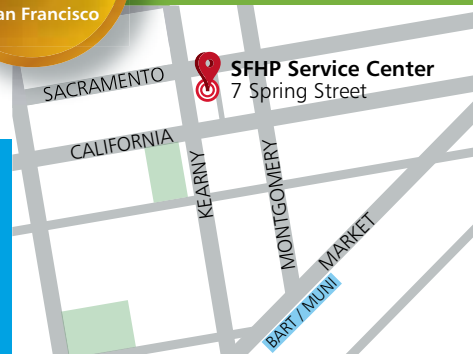 an Francisco
SACRAMENTO
SFHP Service Center
7 Spring Street
CALIFORNIA
KEARNY
MONTGOMERY
MARKET
BART / MUNI